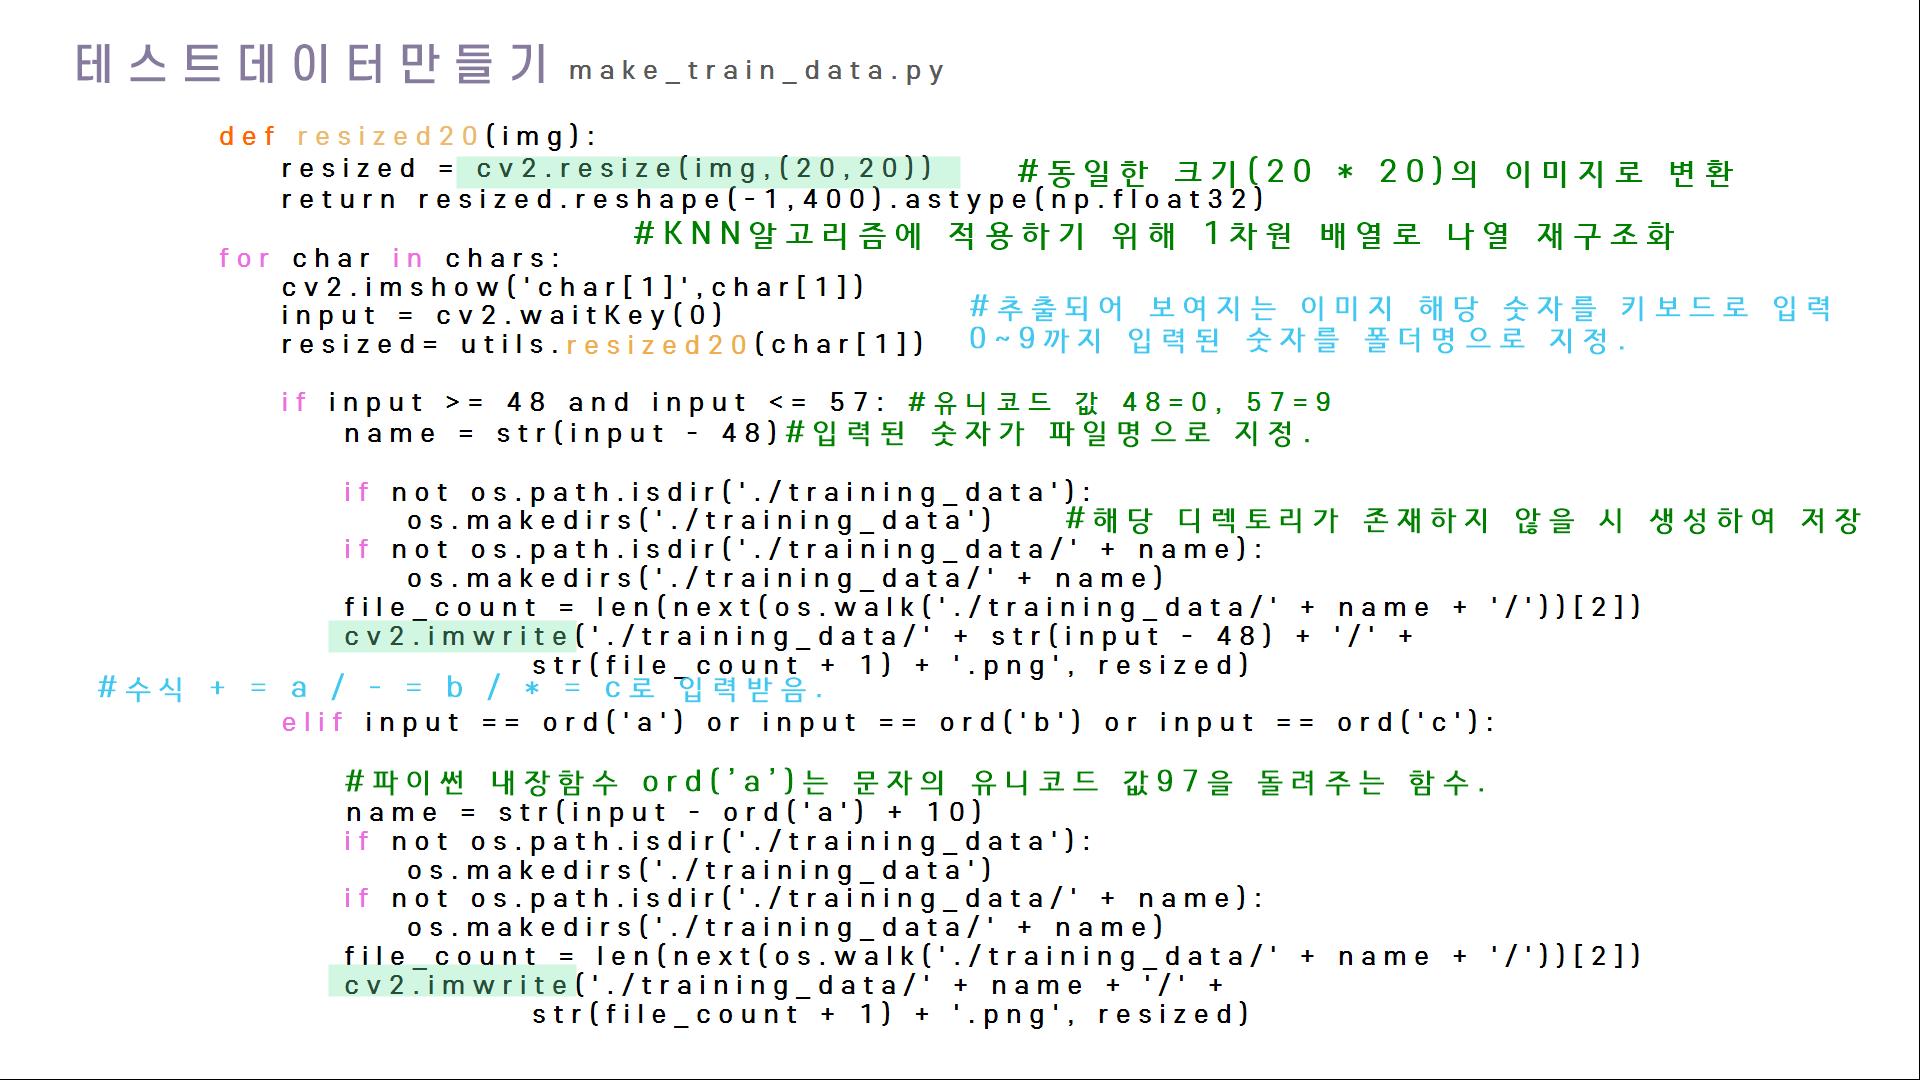 테스트데이터만들기 make_train_data.py
def resized20(img):
resized = cv2.resize(img,(20,20)) #동일한 크기(20 * 20)의 이미지로 변환
return resized.reshape(-1,400).astype(np.float32)
#KNN알고리즘에 적용하기 위해 1차원 배열로 나열 재구조화
for char in chars:
cv2.imshow('char[1]',char[1])
#추출되어 보여지는 이미지 해당 숫자를 키보드로 입력
input = cv2.waitKey(0)
0~9까지 입력된 숫자를 폴더명으로 지정.
resized= utils.resized20(char[1])
if input >= 48 and input <= 57: #유니코드 값 48=0, 57=9
name = str(input - 48)#입력된 숫자가 파일명으로 지정.
if not os.path.isdir('./training_data'):
os.makedirs('./training_data') #해당 디렉토리가 존재하지 않을 시 생성하여 저장
if not os.path.isdir('./training_data/' + name):
os.makedirs('./training_data/' + name)
file_count = len(next(os.walk('./training_data/' + name + '/'))[2])
cv2.imwrite('./training_data/' + str(input - 48) + '/' +
str(file_count + 1) + '.png', resized)
#수식 + = a / - = b / * = c로 입력받음.
elif input == ord('a') or input == ord('b') or input == ord('c'):
#파이썬 내장함수 ord(’a’)는 문자의 유니코드 값97을 돌려주는 함수.
name = str(input - ord('a') + 10)
if not os.path.isdir('./training_data'):
os.makedirs('./training_data')
if not os.path.isdir('./training_data/' + name):
os.makedirs('./training_data/' + name)
file_count = len(next(os.walk('./training_data/' + name + '/'))[2])
cv2.imwrite('./training_data/' + name + '/' +
str(file_count + 1) + '.png', resized)